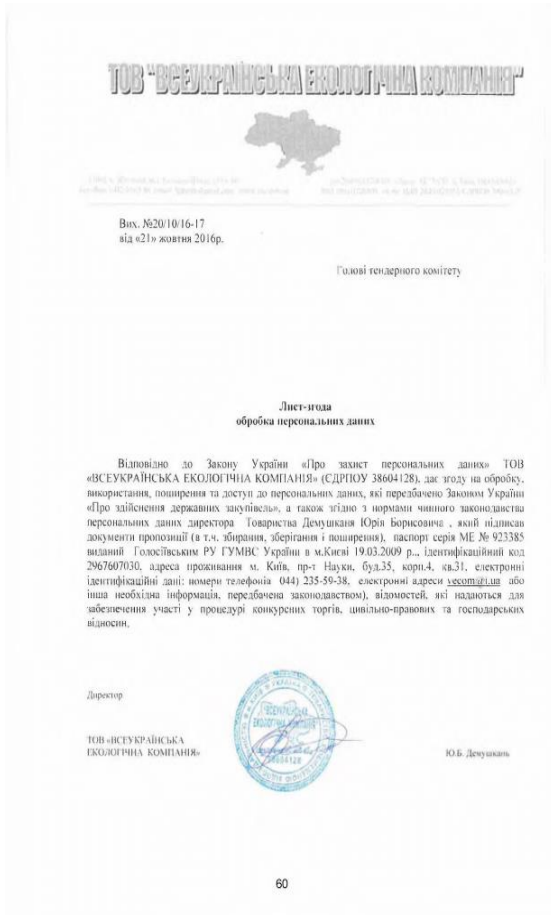 ТОВ "ВСЕУКРАЇНСЬКА ЕКОЛОГІЧНА КОМПАНІЯ"
Вих. №20/10/16-17
від «21» жовтня 2016р.
Голові тендерного комітету
Лист-згода
обробка персональних даних
Відповідно до Закону України «Про захист персональних даних» ТОВ
«ВСЕУКРАЇНСЬКА ЕКОЛОГІЧНА КОМПАНІЯ» (ЄДРПОУ 38604128), дає згоду на обробку,
використання, поширення та доступ до персональних даних, які передбачено Законом України
«Про здійснення державних закупівель», а також згідно з нормами чинного законодавства
персональних даних директора Товариства Демушканя Юрія Борисовича , який підписав
документи пропозиції (в т.ч. збирання, зберігання і поширення), паспорт серія МЕ № 923385
виданий Голосіївським РУ ГУМВС України в м.Києві 19.03.2009 р.., ідентифікаційний код
2967607030, адреса проживання м. Київ, пр-т Науки, буд.35, корп.4, кв.31, електронні
ідентифікаційні дані: номери телефонів 044) 235-59-38, електронні адреси vecom@i.ua або
інша необхідна інформація, передбачена законодавством), відомостей, які надаються для
забезпечення участі у процедурі конкурсних торгів, цивільно-правових та господарських
відносин.
Директор
ТОВ «ВСЕУКРАЇНСЬКА
ЕКОЛОГІЧНА КОМПАНІЯ»
ВСЕУКРАЇНСЬКА
ЕКОЛОГІЧНА КОМПАНІЯ
38604128
Ю.Б. Демушкань
60